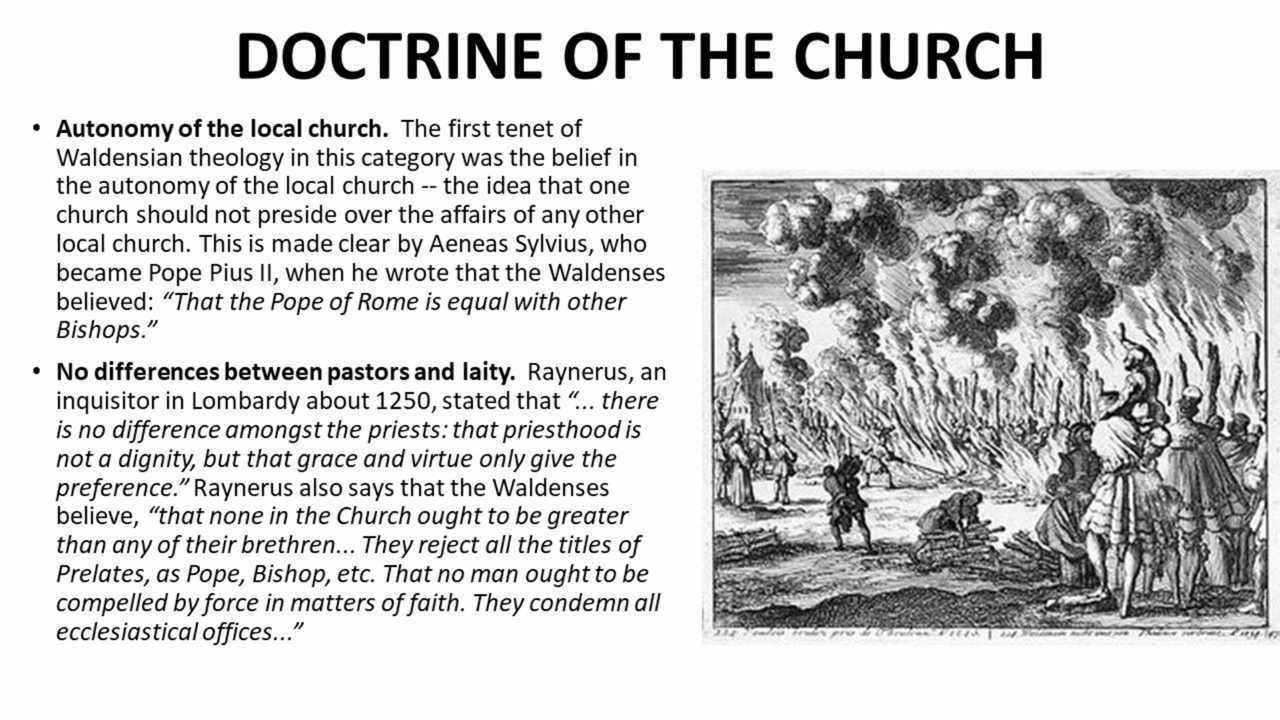 DOCTRINE OF THE CHURCH
• Autonomy of the local church. The first tenet of
Waldensian theology in this category was the belief in
the autonomy of the local church -- the idea that one
church should not preside over the affairs of any other
local church. This is made clear by Aeneas Sylvius, who
became Pope Pius II, when he wrote that the Waldenses
believed: “That the Pope of Rome is equal with other
Bishops.”
• No differences between pastors and laity. Raynerus, an
inquisitor in Lombardy about 1250, stated that “... there
is no difference amongst the priests: that priesthood is
not a dignity, but that grace and virtue only give the
preference.” Raynerus also says that the Waldenses
believe, “that none in the Church ought to be greater
than any of their brethren... They reject all the titles of
Prelates, as Pope, Bishop, etc. That no man ought to be
compelled by force in matters of faith. They condemn all
ecclesiastical offices...”